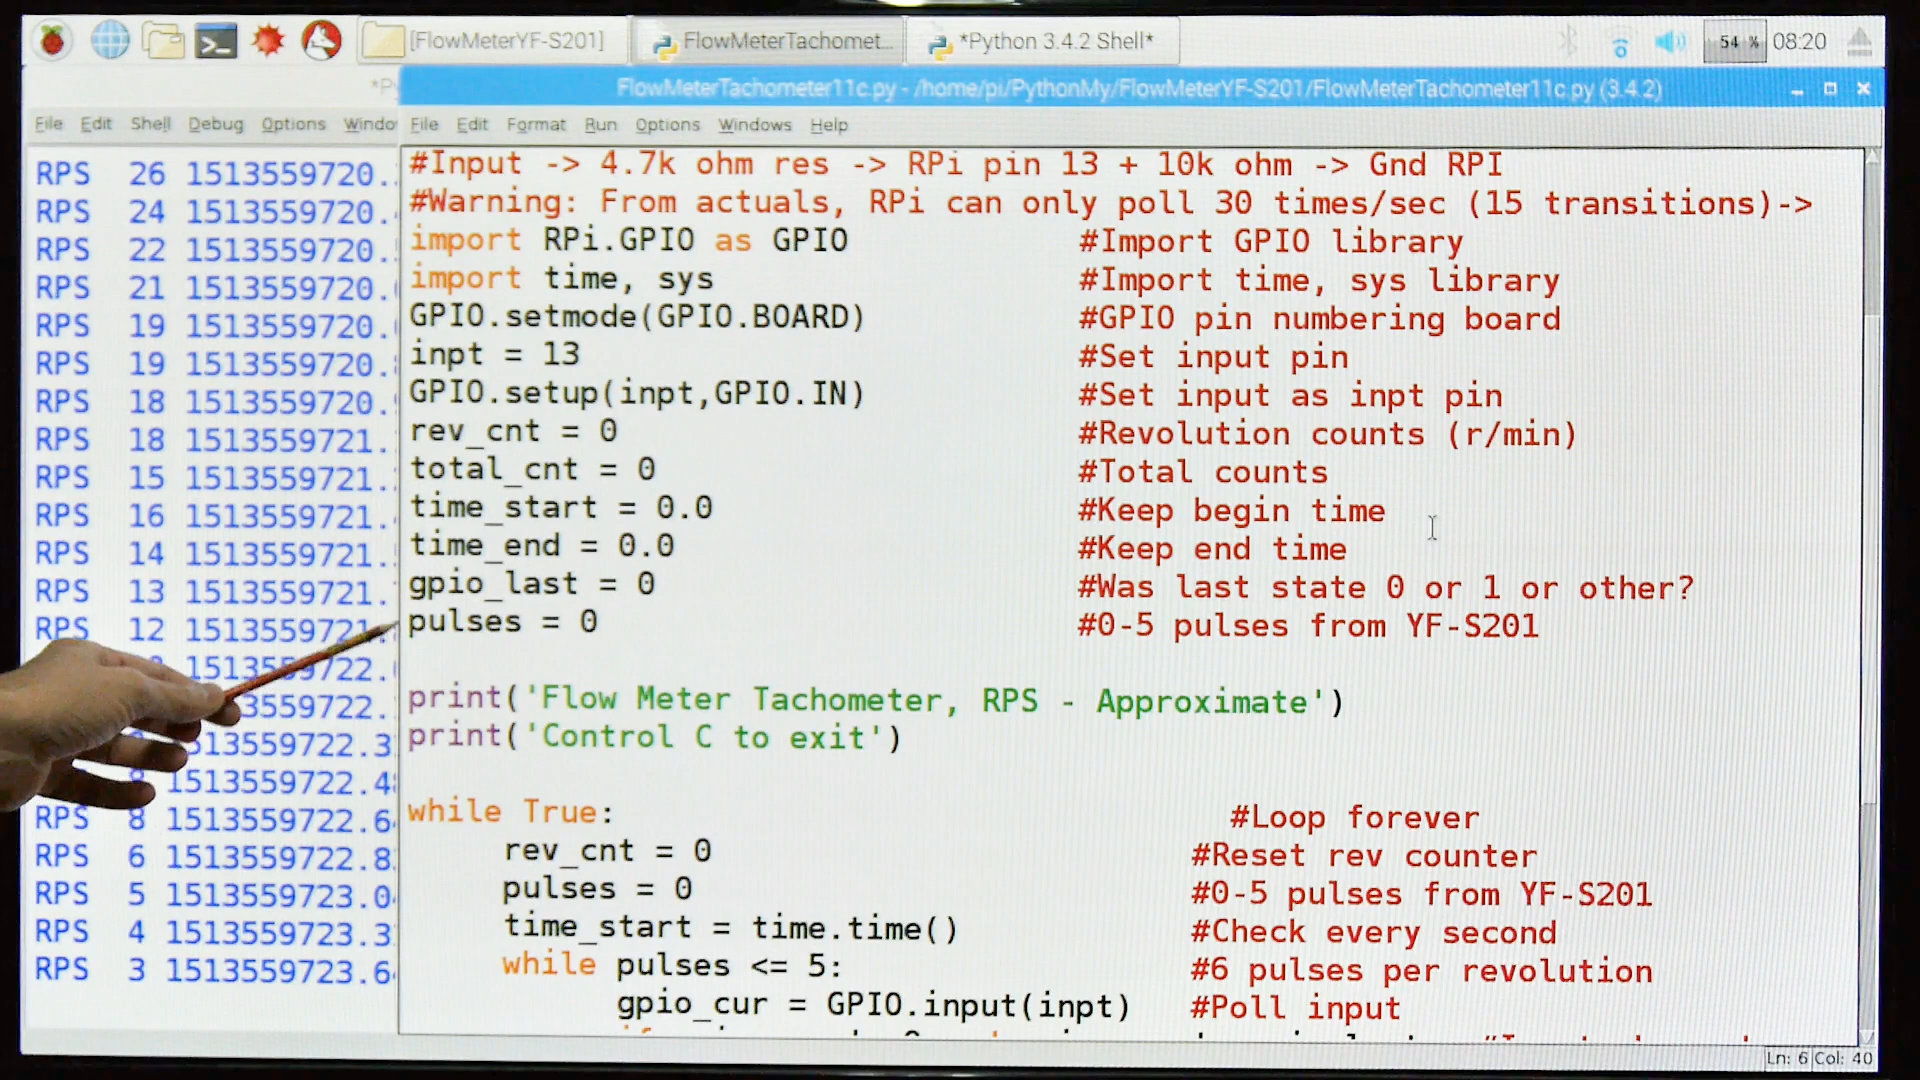 [FlowMeterYF-S201]
FlowMeterTachomet...
*Python 3.4.2 Shell*
54 %
08:20
*Py
FlowMeterTachometer11c.py - /home/pi/PythonMy/FlowMeterYF-S201/FlowMeterTachometer11c.py (3.4.2)
File Edit Shell Debug Options Windo
File Edit Format Run Options Windows Help
RPS 26 1513559720.
RPS 24 1513559720.
RPS 22 1513559720.
RPS 21 1513559720.
RPS 19 1513559720.
RPS 19 1513559720.
RPS 18 1513559720.
RPS 18 1513559721.
RPS 15 1513559721.
RPS 16 1513559721.
RPS 14 1513559721.
RPS 13 1513559721.
RPS 12 1513559721.
1513559722.
3559722.
513559722.3
8 1513559722.48
RPS 8 1513559722.6
RPS 6 1513559722.8
RPS 5 1513559723.0
RPS 4 1513559723.3
RPS 3 1513559723.6
#Input -> 4.7k ohm res -> RPi pin 13 + 10k ohm -> Gnd RPI
#Warning: From actuals, RPi can only poll 30 times/sec (15 transitions)->
import RPi.GPIO as GPIO #Import GPIO library
import time, sys #Import time, sys library
GPIO.setmode(GPIO.BOARD) #GPIO pin numbering board
inpt = 13 #Set input pin
GPIO.setup(inpt,GPIO.IN) #Set input as inpt pin
rev_cnt = 0 #Revolution counts (r/min)
total_cnt = 0 #Total counts
time_start = 0.0 #Keep begin time
time_end = 0.0 #Keep end time
gpio_last = 0 #Was last state 0 or 1 or other?
pulses = 0 #0-5 pulses from YF-S201
print('Flow Meter Tachometer, RPS - Approximate')
print('Control C to exit')
while True: #Loop forever
rev_cnt = 0 #Reset rev counter
pulses = 0 #0-5 pulses from YF-S201
time_start = time.time() #Check every second
while pulses <= 5: #6 pulses per revolution
gpio_cur = GPIO.input(inpt) #Poll input
Ln: 6 Col: 40